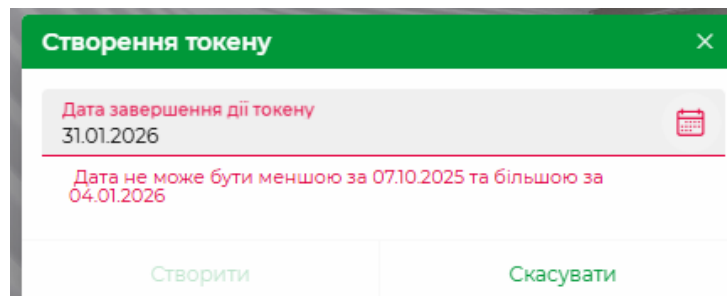 Створення токену
Дата завершення дії токену
31.01.2026
Дата не може бути меншою за 07.10.2025 та більшою за
04.01.2026
Створити
Скасувати